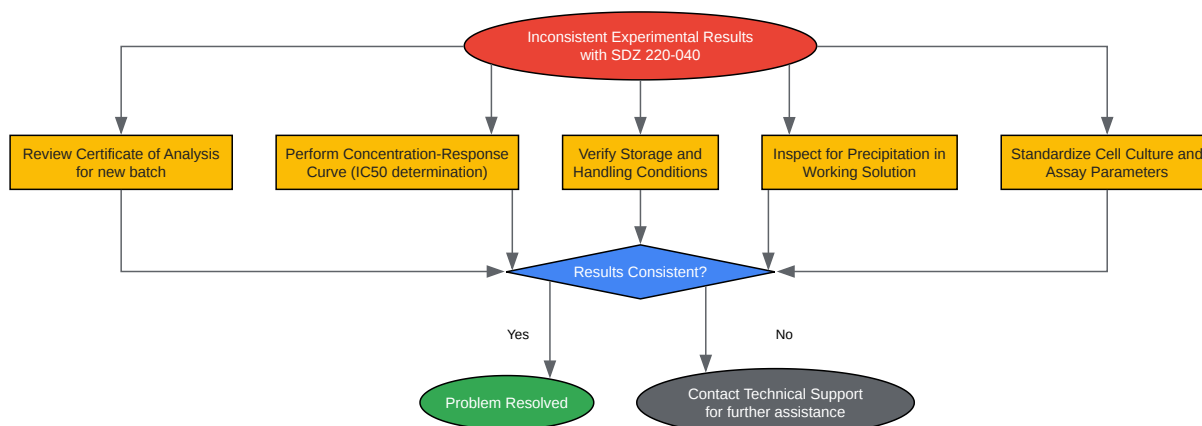 Inconsistent Experimental Results
with SDZ 220-040
Review Certificate of Analysis
for new batch
Perform Concentration-Response
Curve (IC50 determination)
Verify Storage and
Handling Conditions
Inspect for Precipitation in
Working Solution
Standardize Cell Culture and
Assay Parameters
Results Consistent?
Yes
No
Problem Resolved
Contact Technical Support
for further assistance